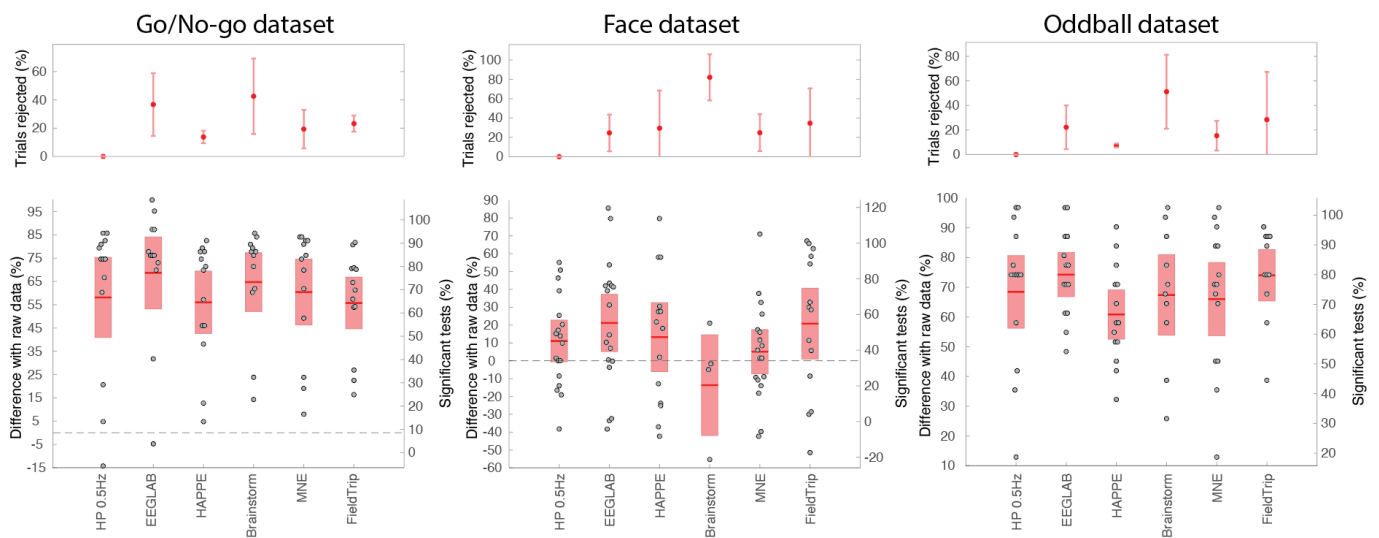 Go/No-go dataset
Face dataset
Oddball dataset
Trials rejected (%)
60
40
20
0
Trials rejected (%)
100
80
60
40
20
0
Trials rejected (%)
80
60
40
20
0
Difference with raw data (%)
95
85
75
65
55
45
35
25
15
5
-5
-15
100
90
80
70
60
50
40
30
20
10
0
Significant tests (%)
HP 0.5Hz
EEGLAB
HAPPE
Brainstorm
MNE
FieldTrip
Difference with raw data (%)
90
80
70
60
50
40
30
20
10
0
-10
-20
-30
-40
-50
-60
120
100
80
60
40
20
0
-20
Significant tests (%)
HP 0.5Hz
EEGLAB
HAPPE
Brainstorm
MNE
FieldTrip
Difference with raw data (%)
100
90
80
70
60
50
40
30
20
10
100
90
80
70
60
50
40
30
20
Significant tests (%)
HP 0.5Hz
EEGLAB
HAPPE
Brainstorm
MNE
FieldTrip